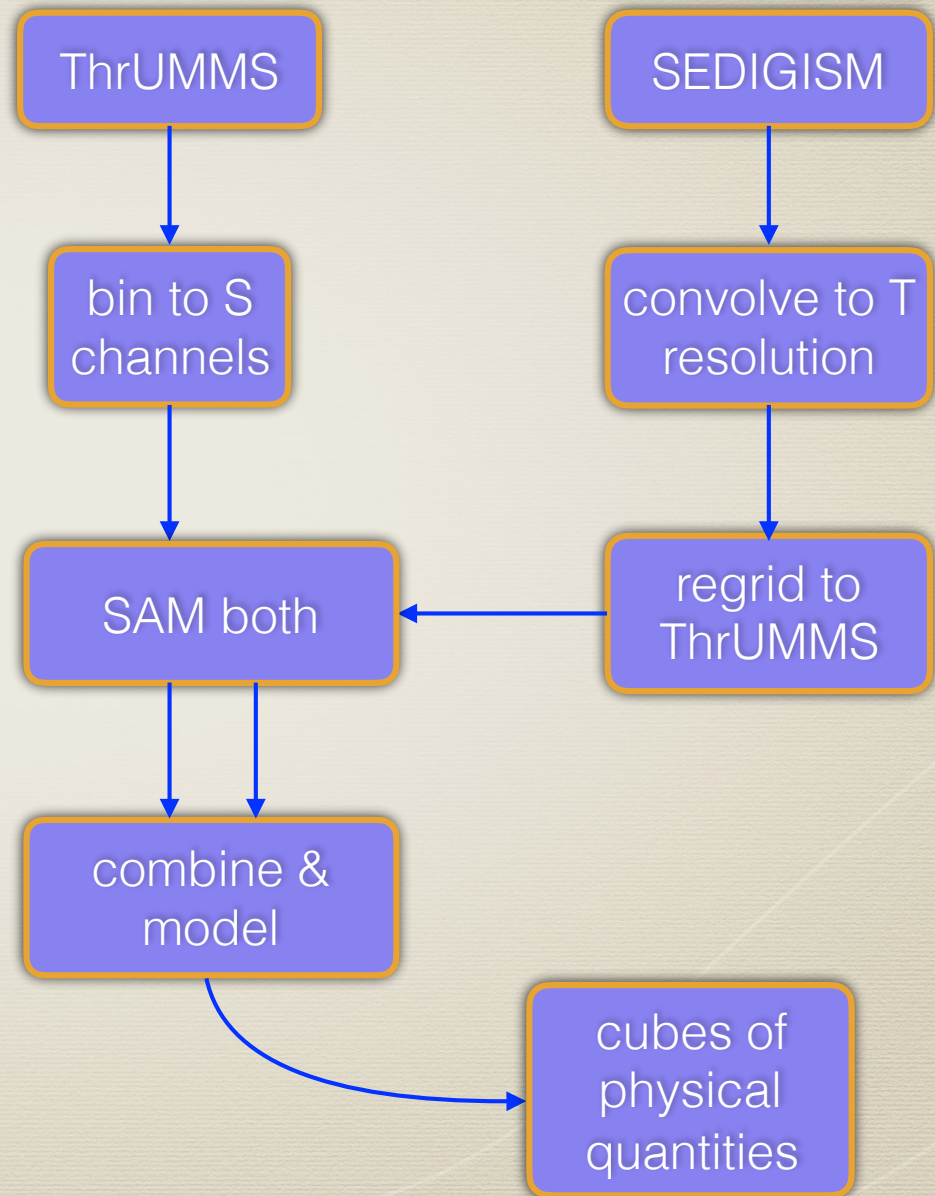 ThrUMMS
SEDIGISM
bin to S
channels
convolve to T
resolution
SAM both
regrid to
ThrUMMS
combine &
model
cubes of
physical
quantities